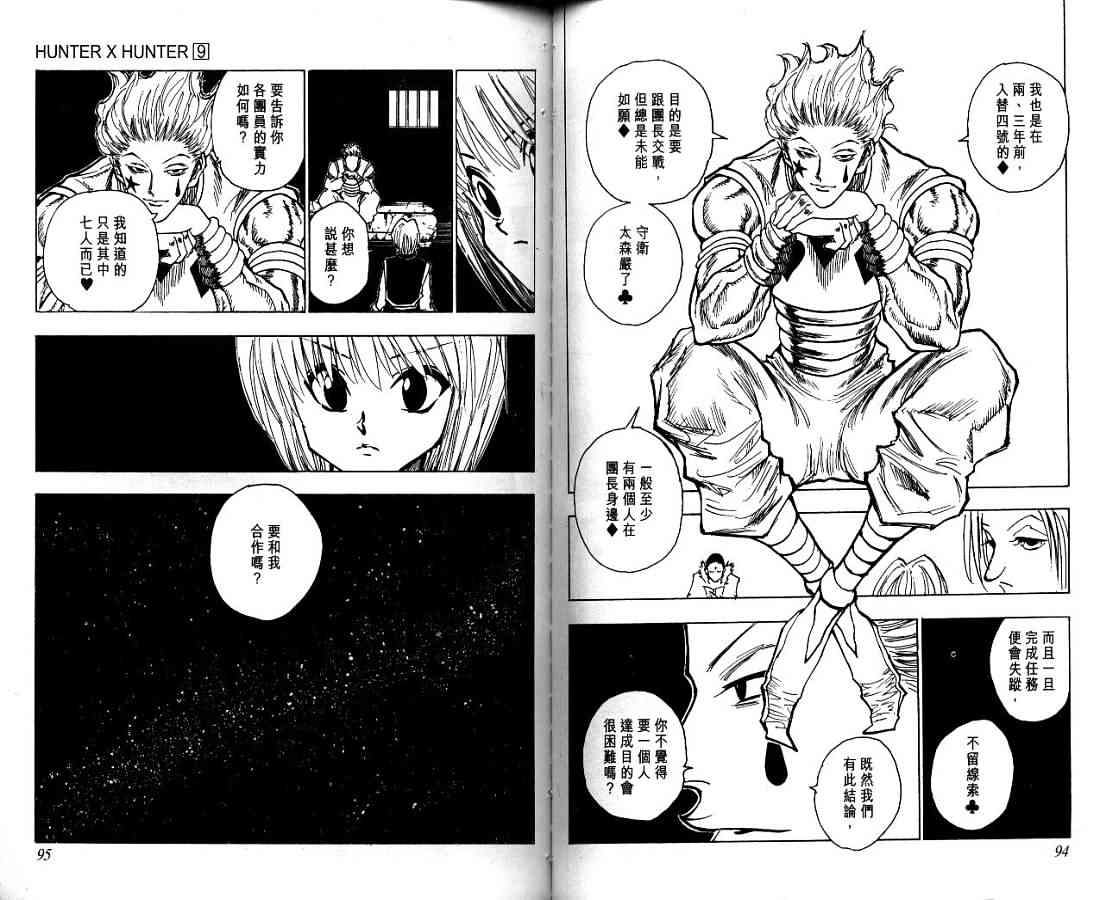 我也是在
兩、三年前，
入替四號的♦
目的是要
跟團長交戰，
但總是未能
如願♦
守衛
太森嚴了♣
一般至少
有兩個人在
團長身邊♦
而且一旦
完成任務
便會失蹤，
不留線索♣
既然我們
有此結論，
你不覺得
要一個人
達成目的會
很困難嗎？
94
HUNTER X HUNTER 9
你想
說甚麼？
要告訴你
各團員的實力
如何嗎？
我知道的
只是其中
七人而已♥
要和我
合作嗎？
95